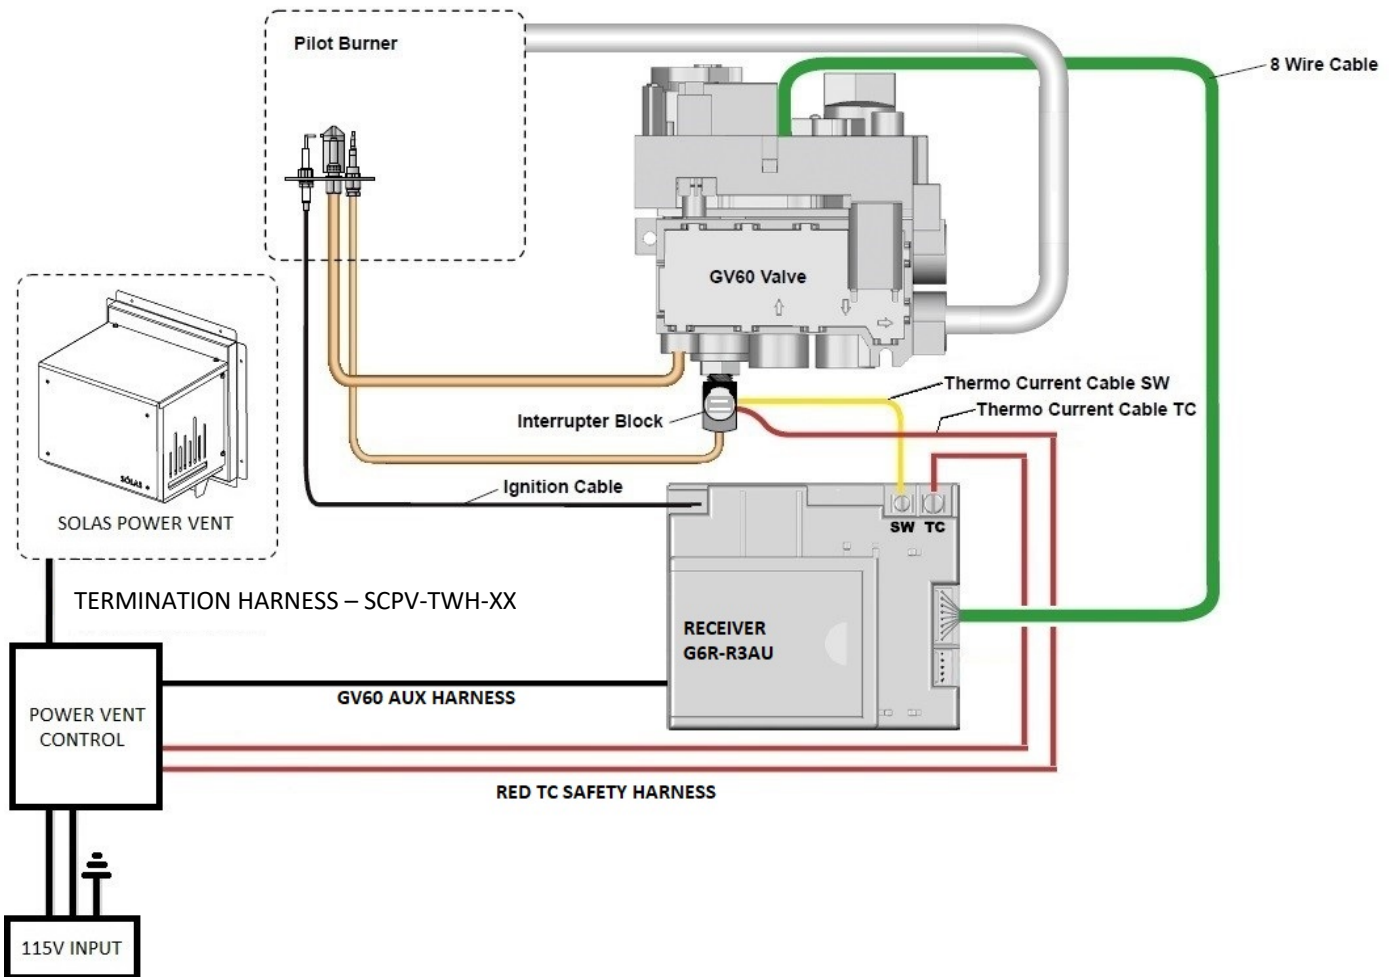 Pilot Burner
8 Wire Cable
GV60 Valve
Thermo Current Cable SW
Thermo Current Cable TC
Interrupter Block
Ignition Cable
SOLAS
SOLAS POWER VENT
SW TC
TERMINATION HARNESS – SCPV-TWH-XX
RECEIVER
G6R-R3AU
GV60 AUX HARNESS
POWER VENT
CONTROL
RED TC SAFETY HARNESS
115V INPUT